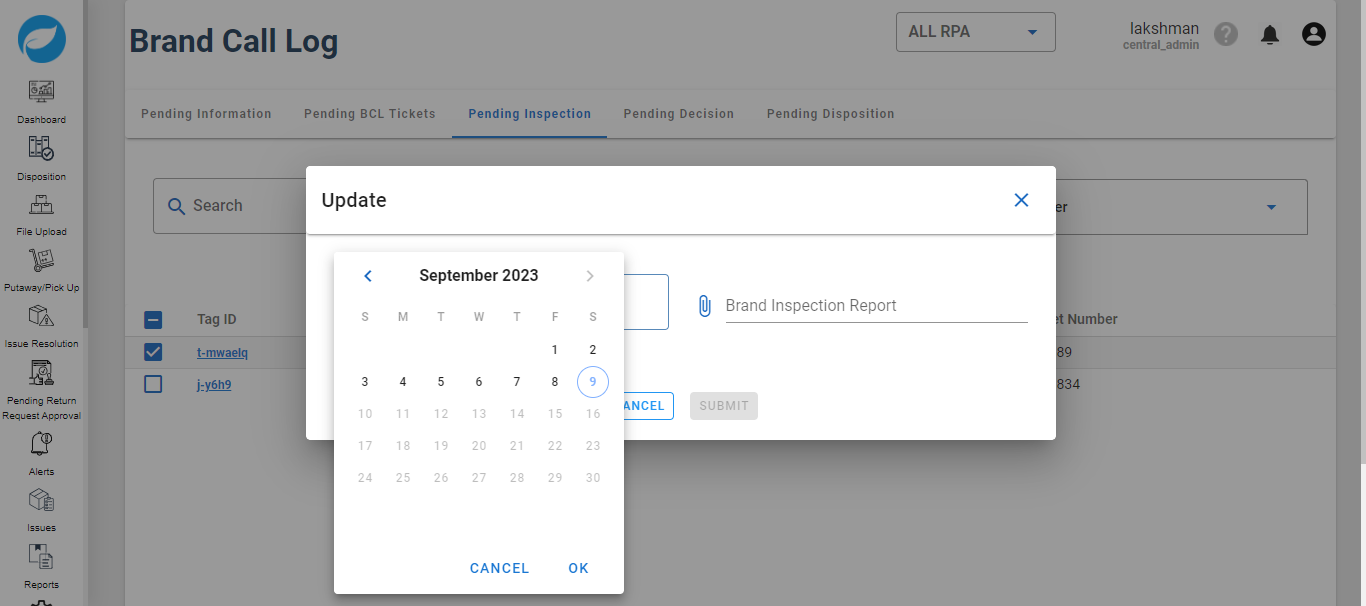 Brand Call Log
ALL RPA
lakshman
central_admin
?
Dashboard
Disposition
File Upload
Putaway/Pick Up
Issue Resolution
Pending Return
Request Approval
Alerts
Issues
Reports
Pending Information Pending BCL Tickets Pending Inspection Pending Decision Pending Disposition
Search
er
Tag ID
t Number
t-mwaelq
89
j-y6h9
834
Update
Brand Inspection Report
ANCEL
SUBMIT
September 2023
S M T W T F S
1 2
3 4 5 6 7 8 9
10 11 12 13 14 15 16
17 18 19 20 21 22 23
24 25 26 27 28 29 30
CANCEL OK